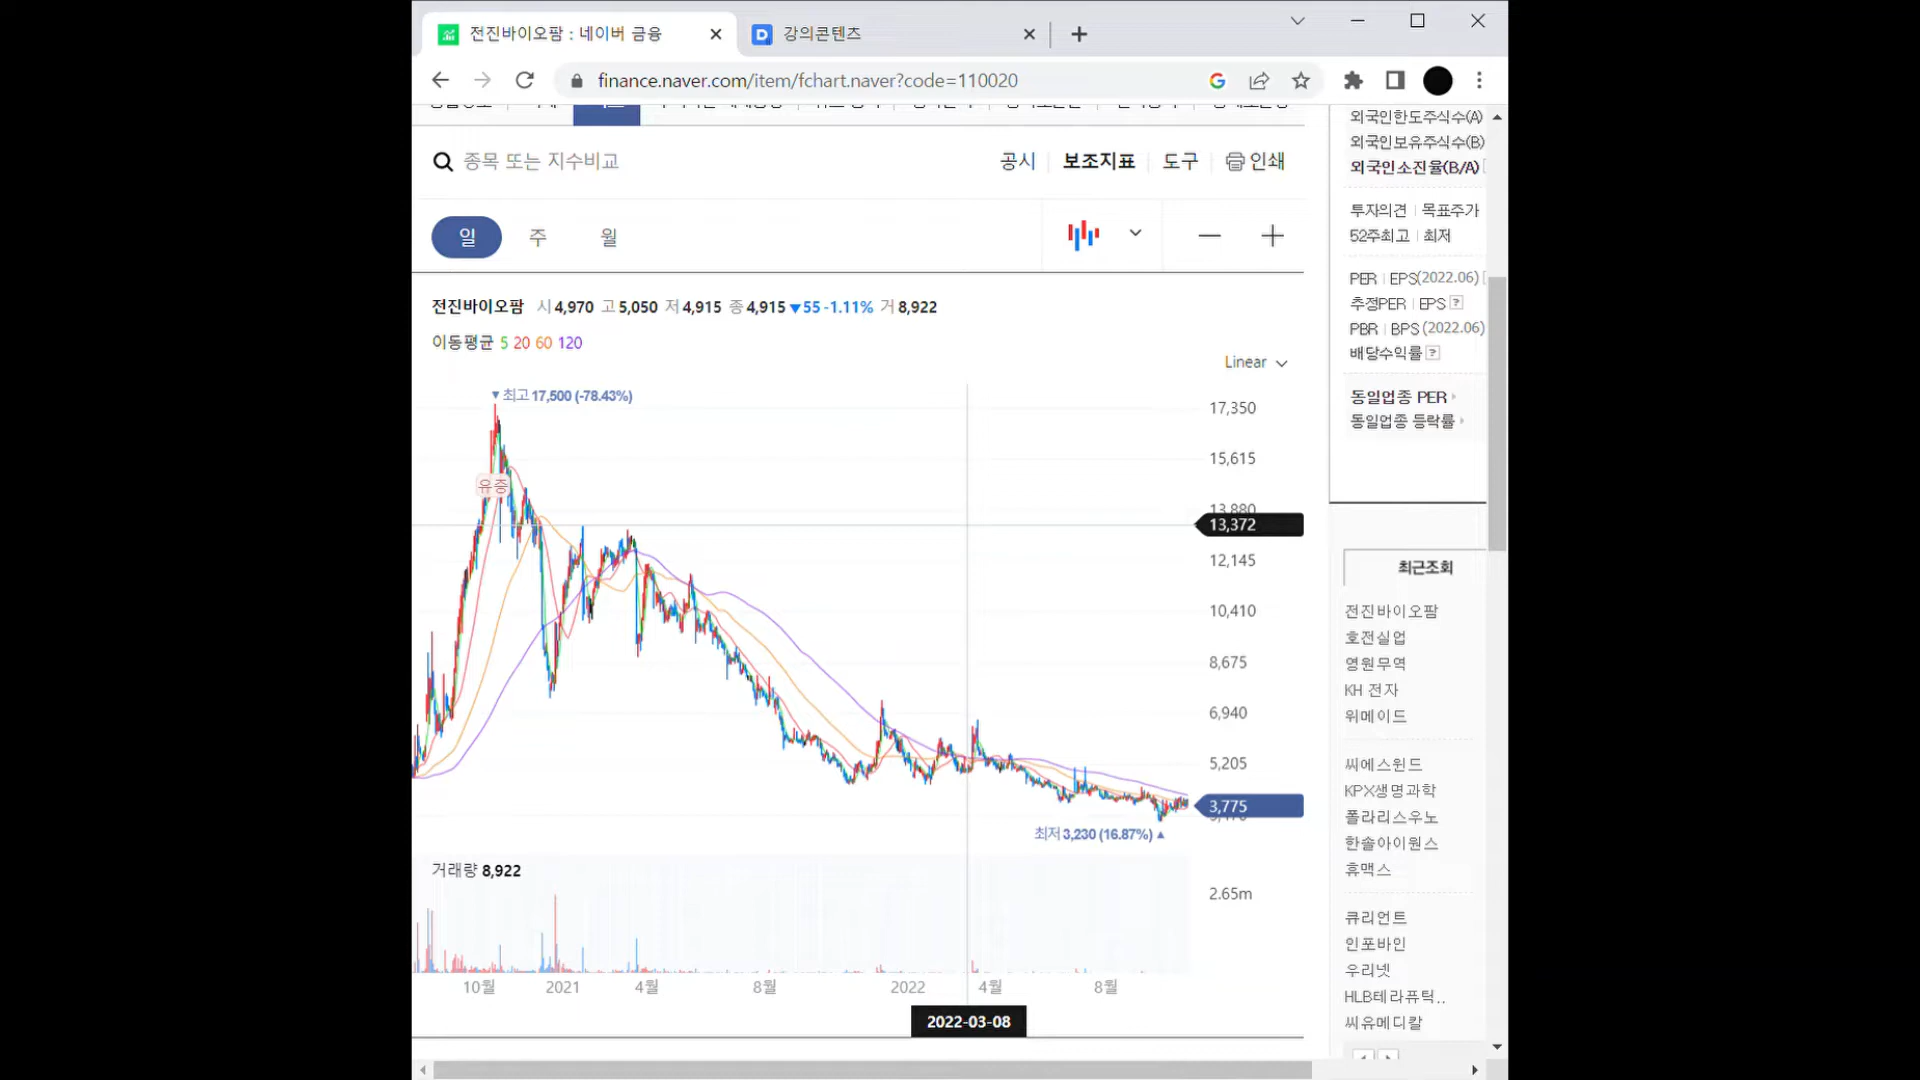 전진바이오팜 : 네이버 금융
강의콘텐츠
finance.naver.com/item/fchart.naver?code=110020
종목 또는 지수비교
공시 보조지표 도구 인쇄
일 주 월
전진바이오팜 시 4,970 고 5,050 저 4,915 종 4,915 ▼55 -1.11% 거 8,922
이동평균 5 20 60 120
Linear
▼최고 17,500 (-78.43%)
유증
17,350
15,615
13,880
13,372
12,145
10,410
8,675
6,940
5,205
3,775
최저 3,230 (16.87%) ▲
거래량 8,922
2.65m
10월 2021 4월 8월 2022 4월 8월
2022-03-08
외국인한도주식수(A)
외국인보유주식수(B)
외국인소진율(B/A)
투자의견 | 목표주가
52주최고 | 최저
PER | EPS(2022.06)
추정PER | EPS ?
PBR | BPS (2022.06)
배당수익률 ?
동일업종 PER
동일업종 등락률
최근조회
전진바이오팜
호전실업
영원무역
KH 전자
위메이드
씨에스윈드
KPX생명과학
폴라리스우노
한솔아이원스
휴맥스
큐리언트
인포바인
우리넷
HLB테라퓨틱..
씨유메디칼